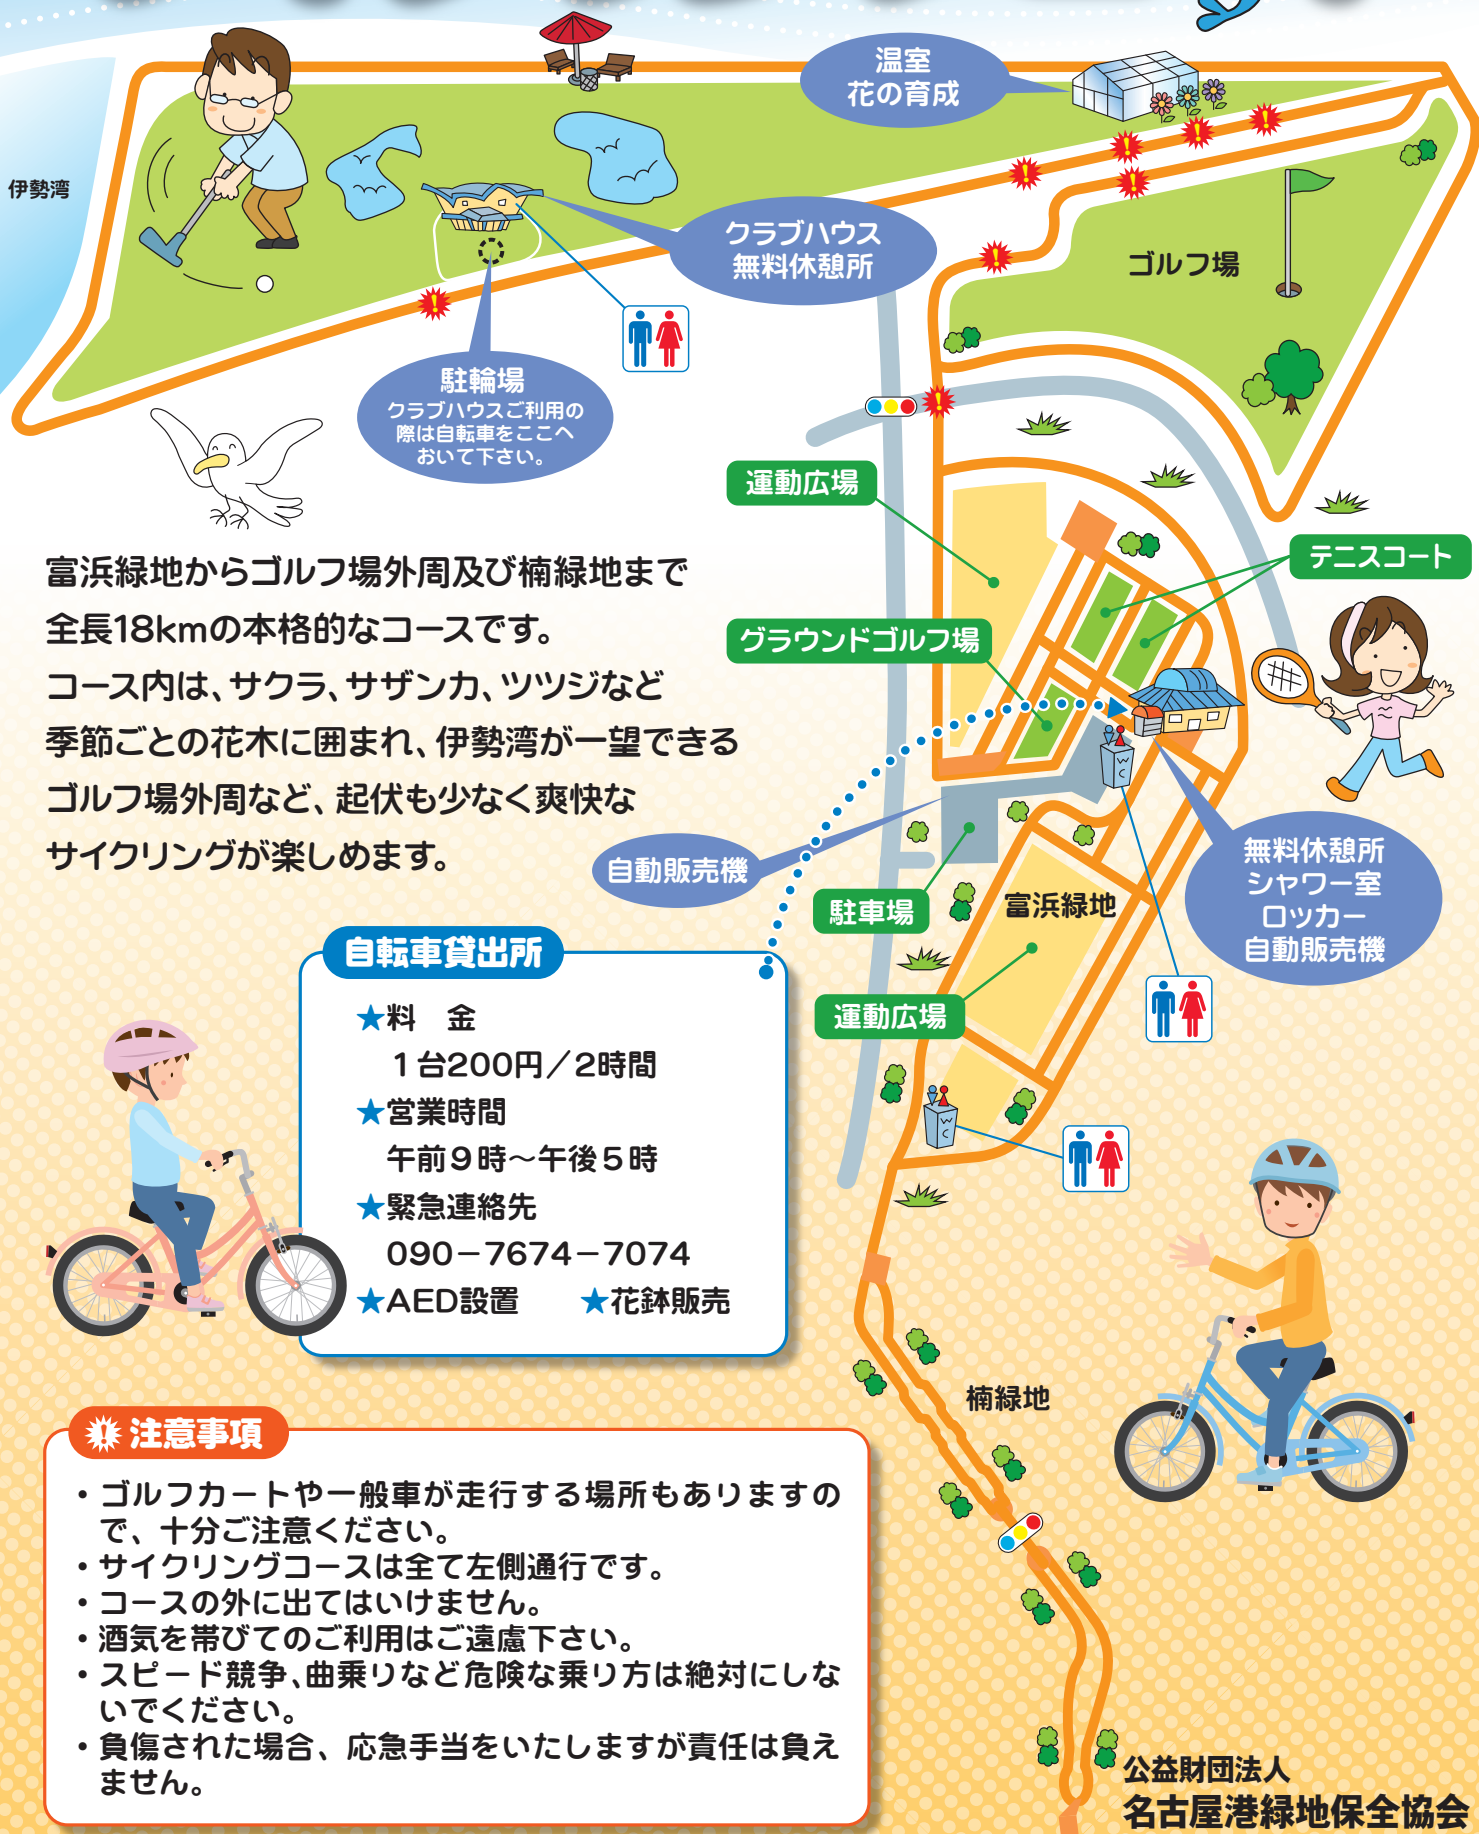 温室
花の育成
伊勢湾
クラブハウス
無料休憩所
ゴルフ場
駐輪場
クラブハウスご利用の
際は自転車をここへ
おいて下さい。
運動広場
テニスコート
グラウンドゴルフ場
富浜緑地からゴルフ場外周及び楠緑地まで
全長18kmの本格的なコースです。
コース内は、サクラ、サザンカ、ツツジなど
季節ごとの花木に囲まれ、伊勢湾が一望できる
ゴルフ場外周など、起伏も少なく爽快な
サイクリングが楽しめます。
WC
自動販売機
無料休憩所
シャワー室
ロッカー
自動販売機
駐車場
富浜緑地
運動広場
WC
自転車貸出所
★料　金
１台200円／2時間
★営業時間
午前９時〜午後５時
★緊急連絡先
090−7674−7074
★AED設置　★花鉢販売
楠緑地
! 注意事項
・ゴルフカートや一般車が走行する場所もありますの
で、十分ご注意ください。
・サイクリングコースは全て左側通行です。
・コースの外に出てはいけません。
・酒気を帯びてのご利用はご遠慮下さい。
・スピード競争、曲乗りなど危険な乗り方は絶対にしな
いでください。
・負傷された場合、応急手当をいたしますが責任は負え
ません。
公益財団法人
名古屋港緑地保全協会